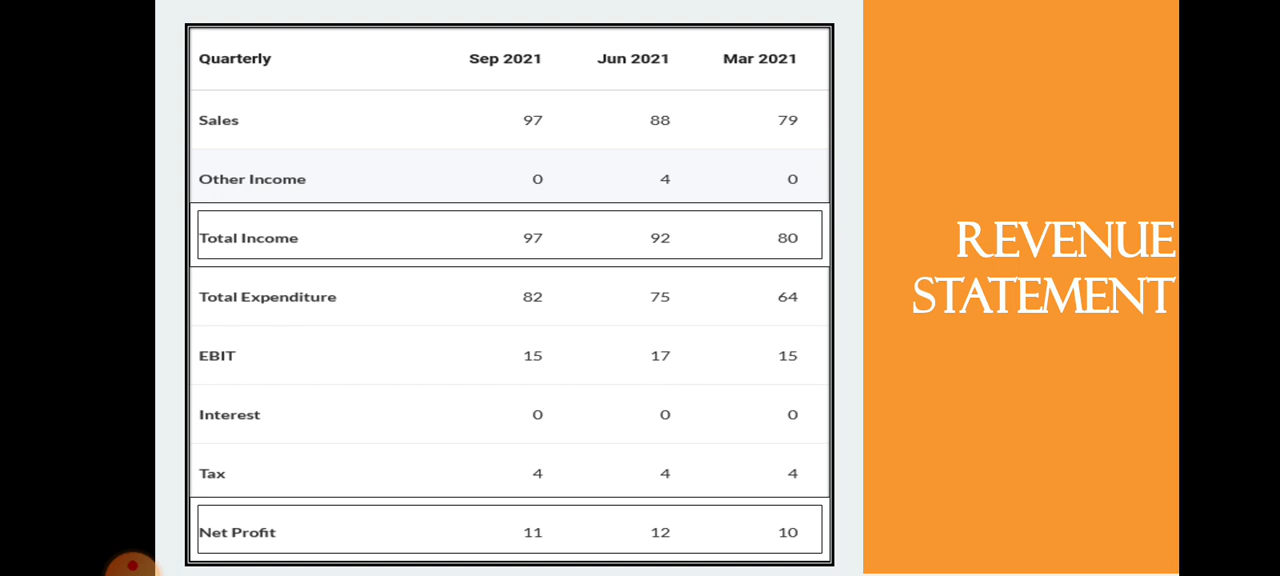 Quarterly Sep 2021 Jun 2021 Mar 2021
Sales 97 88 79
Other Income 0 4 0
Total Income 97 92 80
Total Expenditure 82 75 64
EBIT 15 17 15
Interest 0 0 0
Tax 4 4 4
Net Profit 11 12 10
REVENUE
STATEMENT